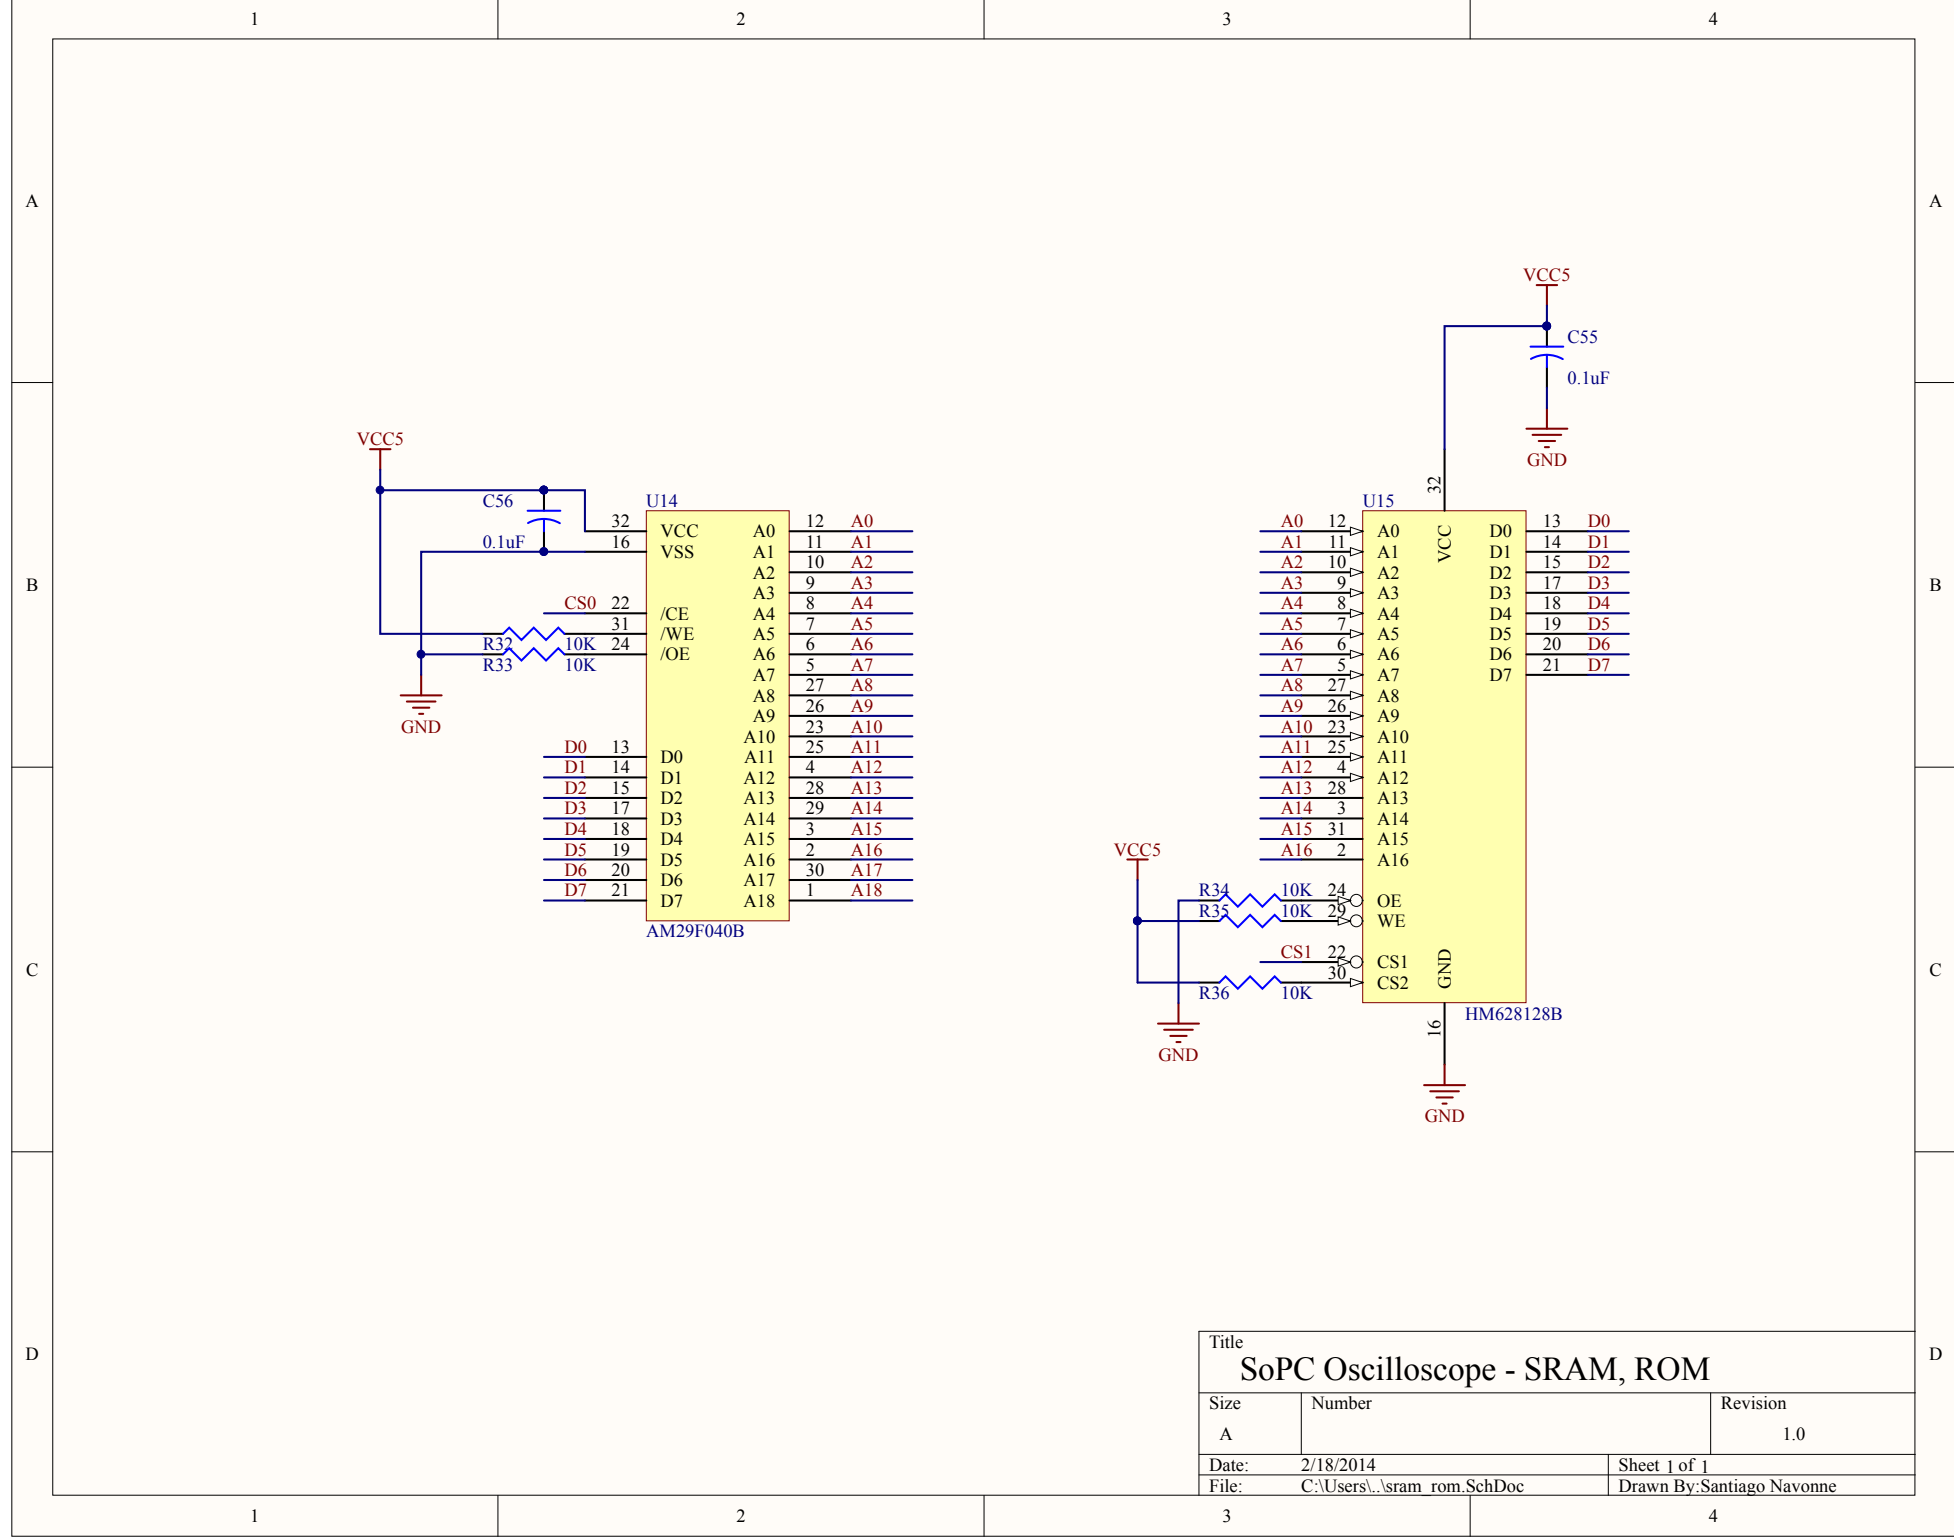 1 2 3 4
A A
VCC5
C55
0.1uF
GND
VCC5
C56
0.1uF
U14
32 VCC A0 12 A0
16 VSS A1 11 A1
A2 10 A2
A3 9 A3
CS0 22 /CE A4 8 A4
R32 10K 31 /WE A5 7 A5
R33 10K 24 /OE A6 6 A6
A7 5 A7
A8 27 A8
A9 26 A9
GND
A10 23 A10
D0 13 D0 A11 25 A11
D1 14 D1 A12 4 A12
D2 15 D2 A13 28 A13
D3 17 D3 A14 29 A14
D4 18 D4 A15 3 A15
D5 19 D5 A16 2 A16
D6 20 D6 A17 30 A17
D7 21 D7 A18 1 A18
AM29F040B
32
U15
VCC
A0 12 A0 D0 13 D0
A1 11 A1 D1 14 D1
A2 10 A2 D2 15 D2
A3 9 A3 D3 17 D3
A4 8 A4 D4 18 D4
A5 7 A5 D5 19 D5
A6 6 A6 D6 20 D6
A7 5 A7 D7 21 D7
A8 27 A8
A9 26 A9
A10 23 A10
A11 25 A11
A12 4 A12
A13 28 A13
A14 3 A14
A15 31 A15
A16 2 A16
VCC5
R34 10K 24 OE
R35 10K 29 WE
CS1 22 CS1
R36 10K 30 CS2
GND
HM628128B
16
GND
GND
B B
C C
D D
Title
SoPC Oscilloscope - SRAM, ROM
Size Number Revision
A 1.0
Date: 2/18/2014 Sheet 1 of 1
File: C:\Users\..\sram_rom.SchDoc Drawn By:Santiago Navonne
1 2 3 4